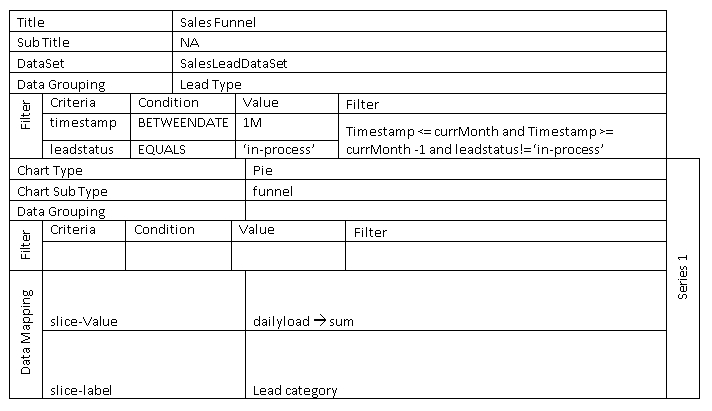 Title Sales Funnel
Sub Title NA
DataSet SalesLeadDataSet
Data Grouping Lead Type
Filter
Criteria Condition Value Filter
timestamp BETWEENDATE 1M
Timestamp <= currMonth and Timestamp >=
leadstatus EQUALS 'in-process'
currMonth -1 and leadstatus!= 'in-process'
Chart Type Pie
Chart Sub Type funnel
Data Grouping
Filter
Criteria Condition Value Filter
Data Mapping
slice-Value dailyload → sum
slice-label Lead category
Series 1